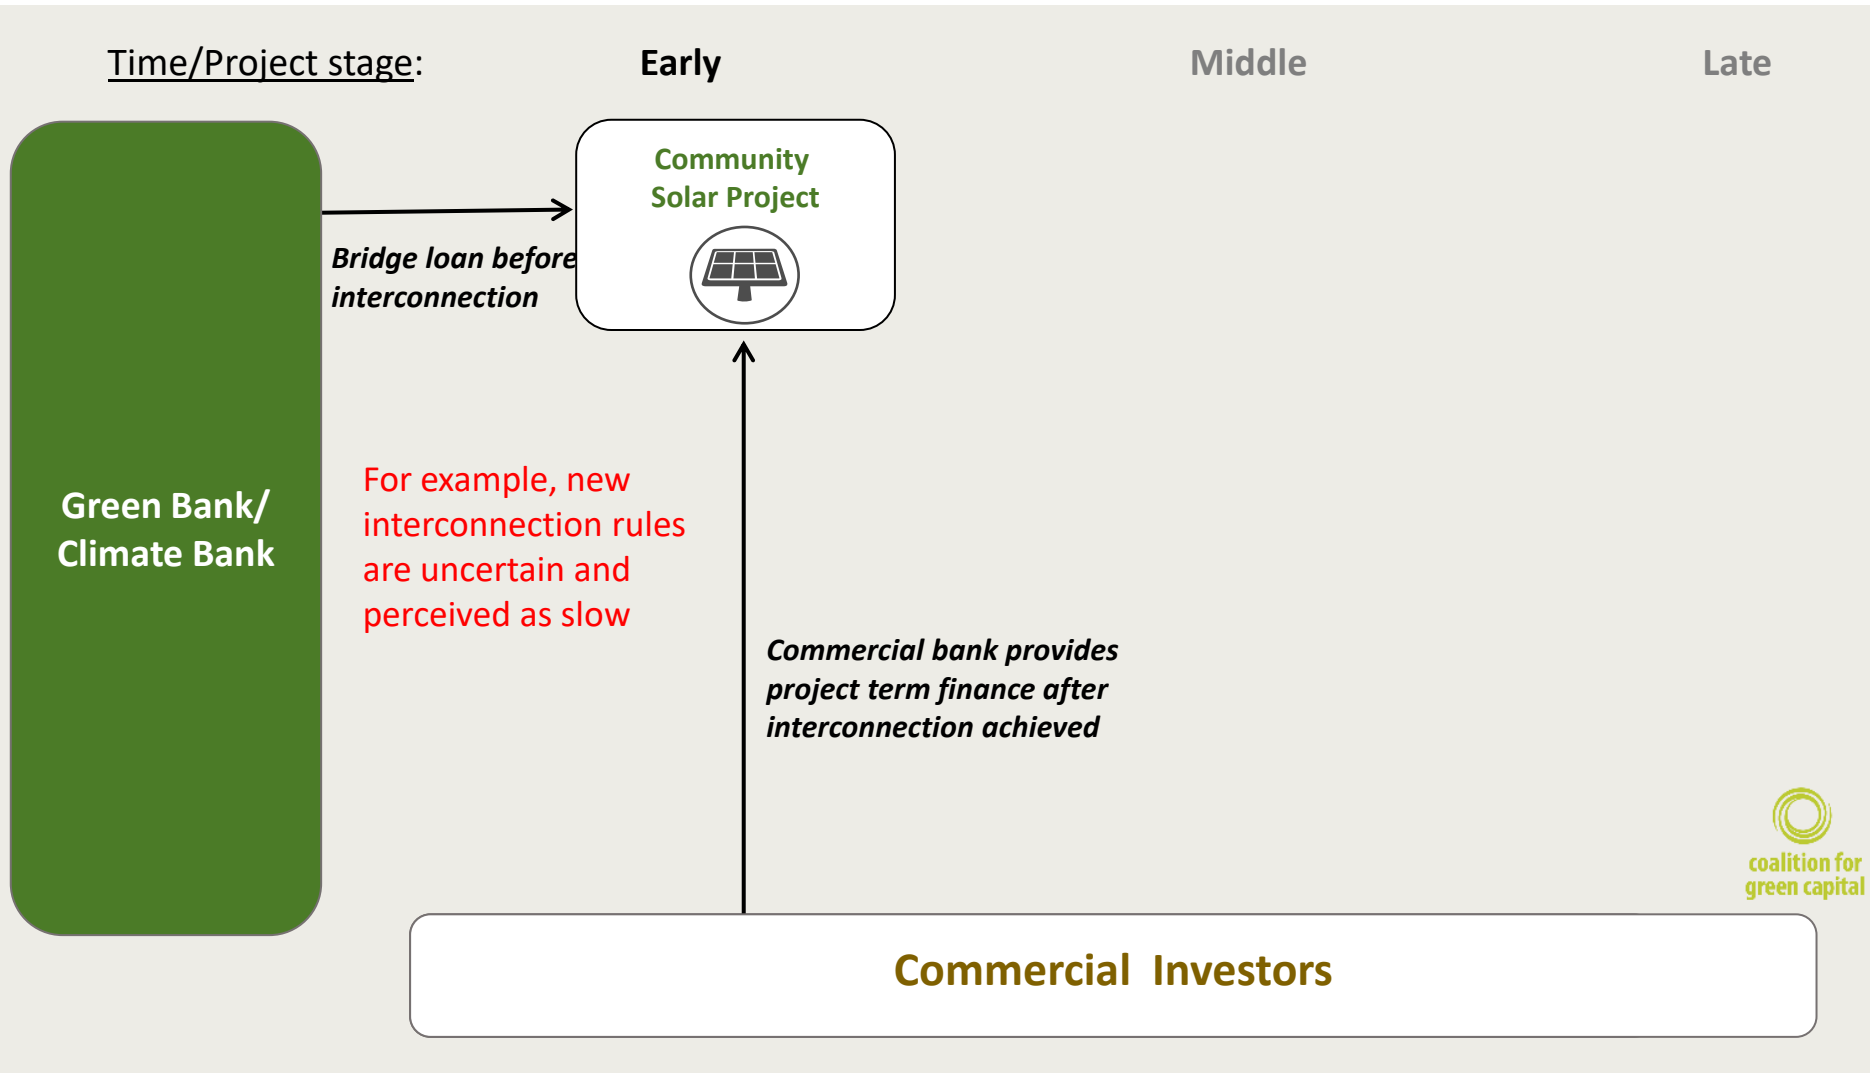 Time/Project stage: Early Middle Late
Community
Solar Project
Bridge loan before
interconnection
Green Bank/
Climate Bank
For example, new
interconnection rules
are uncertain and
perceived as slow
Commercial bank provides
project term finance after
interconnection achieved
coalition for
green capital
Commercial Investors